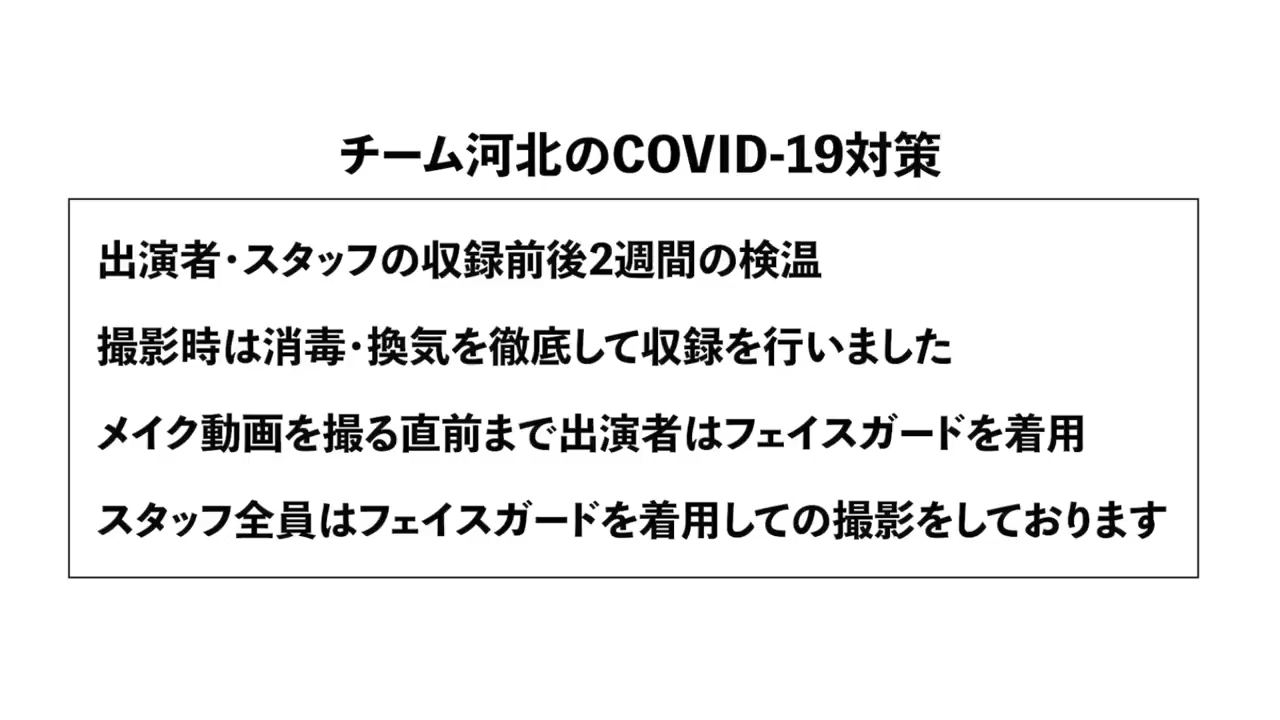 チーム河北のCOVID-19対策
出演者・スタッフの収録前後2週間の検温
撮影時は消毒・換気を徹底して収録を行いました
メイク動画を撮る直前まで出演者はフェイスガードを着用
スタッフ全員はフェイスガードを着用しての撮影をしております